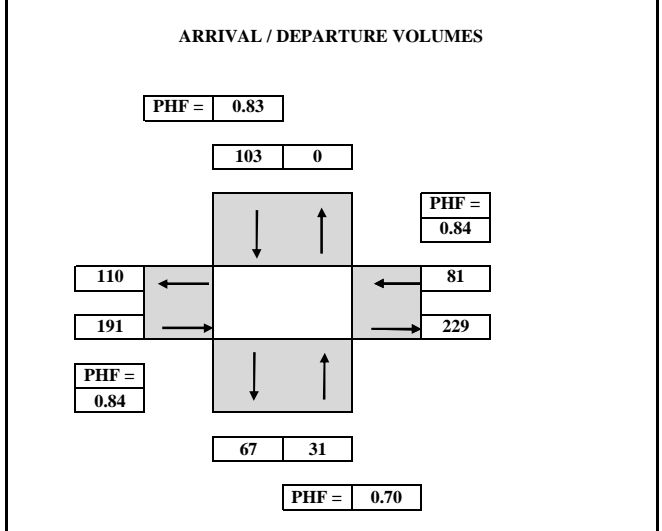 ARRIVAL / DEPARTURE VOLUMES
PHF = 0.83
103 0
PHF =
0.84
110 81
191 229
PHF =
0.84
67 31
PHF = 0.70